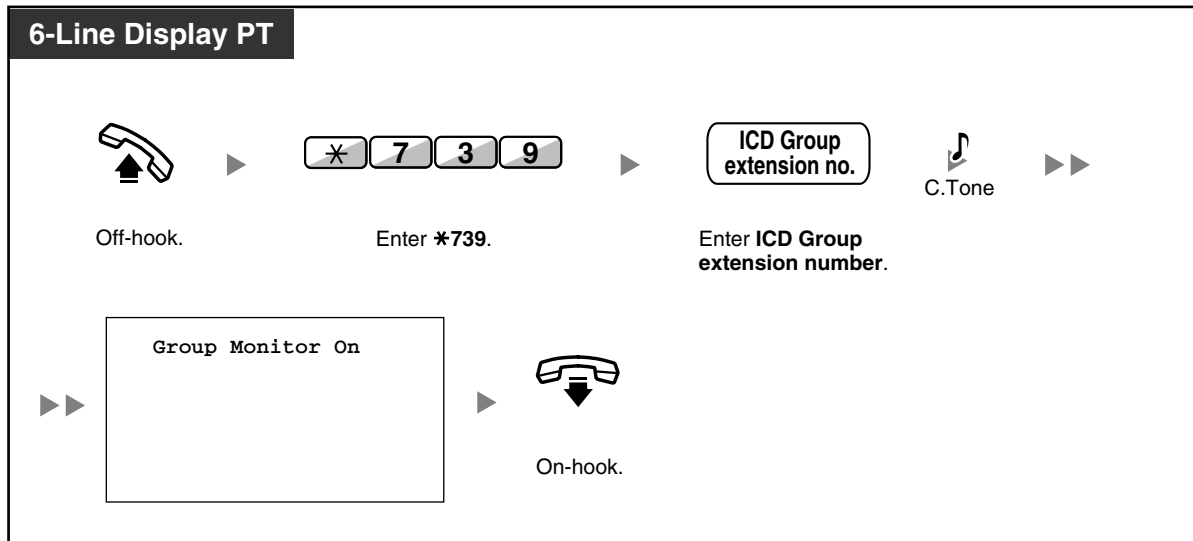 6-Line Display PT
* 7 3 9
ICD Group
extension no.
C.Tone
Off-hook.
Enter *739.
Enter ICD Group
extension number.
Group Monitor On
On-hook.